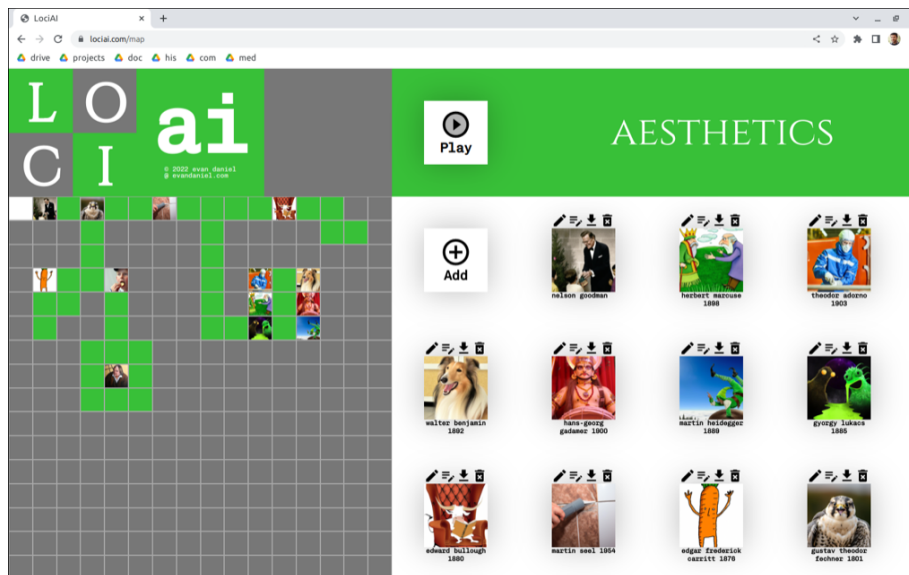 LociAI
lociai.com/map
drive
projects
doc
his
com
med
L
O
C
I
ai
© 2022 evan daniel
@ evandaniel.com
Play
AESTHETICS
Add
nelson goodman
herbert marcuse
1898
theodor adorno
1903
walter benjamin
1892
hans-georg
gadamer 1900
martin heidegger
1889
gyorgy lukacs
1885
edward bullough
1880
martin seel 1954
edgar frederick
carritt 1876
gustav theodor
fechner 1801